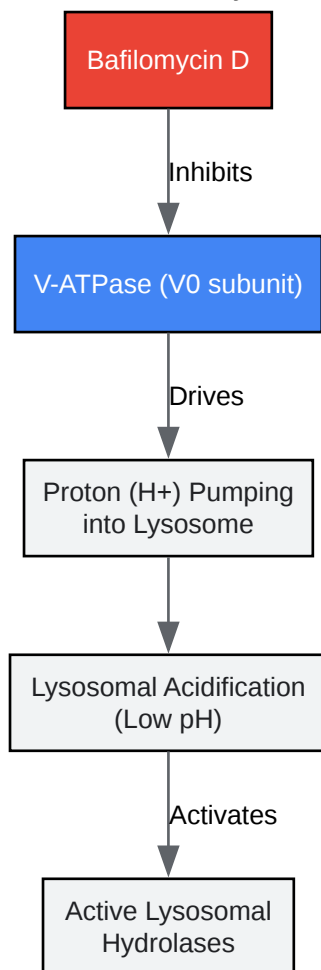 Bafilomycin D
Inhibits
V-ATPase (V0 subunit)
Drives
Proton (H+) Pumping
into Lysosome
Lysosomal Acidification
(Low pH)
Activates
Active Lysosomal
Hydrolases